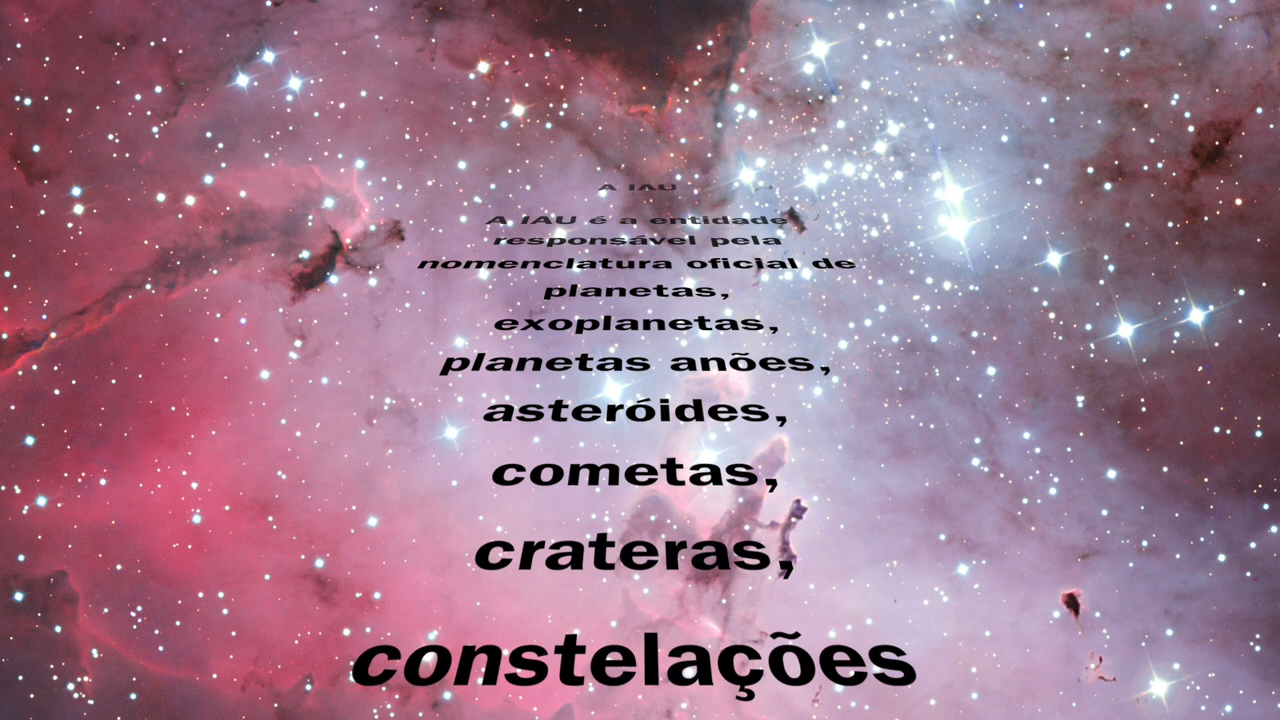 A IAU
A IAU é a entidade
responsável pela
nomenclatura oficial de
planetas,
exoplanetas,
planetas anões,
asteróides,
cometas,
crateras,
constelações